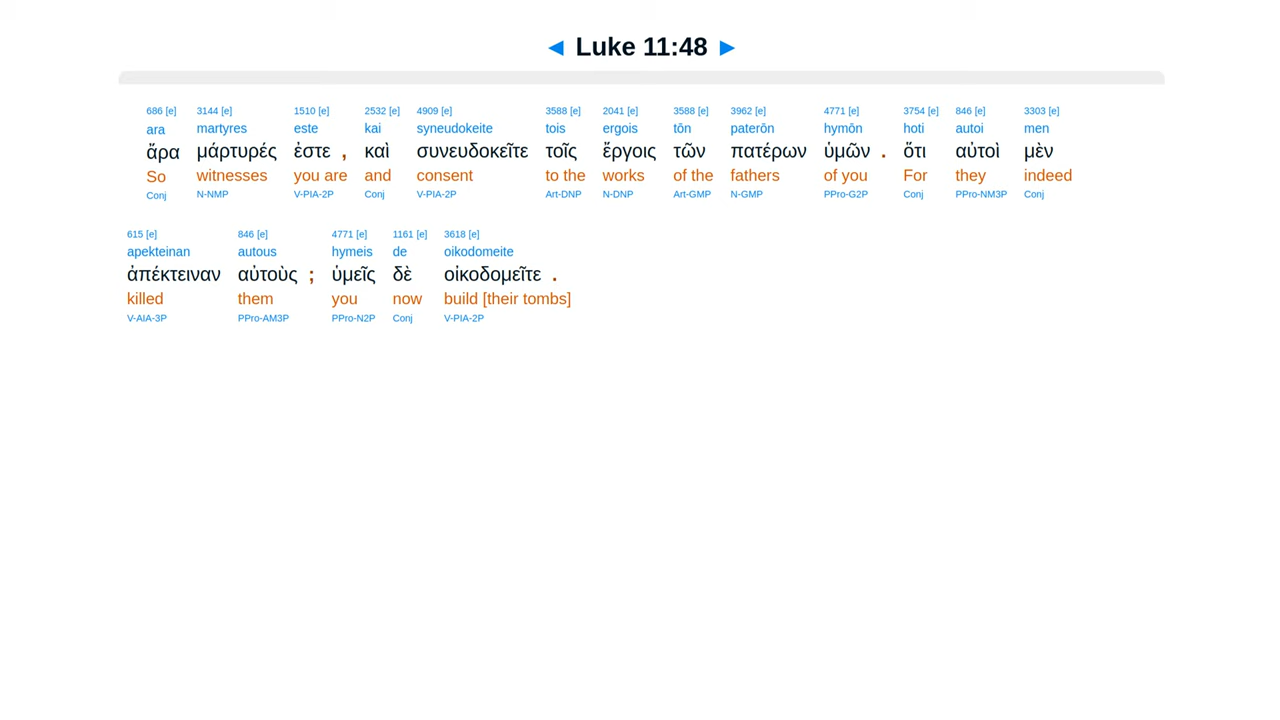 ◄ Luke 11:48 ►
686 [e] 3144 [e] 1510 [e] 2532 [e] 4909 [e] 3588 [e] 2041 [e] 3588 [e] 3962 [e] 4771 [e] 3754 [e] 846 [e] 3303 [e]
ara martyres este kai syneudokeite tois ergois tōn paterōn hymōn hoti autoi men
ἄρα μάρτυρές ἐστε , καὶ συνευδοκεῖτε τοῖς ἔργοις τῶν πατέρων ὑμῶν . ὅτι αὐτοὶ μὲν
So witnesses you are and consent to the works of the fathers of you For they indeed
Conj N-NMP V-PIA-2P Conj V-PIA-2P Art-DNP N-DNP Art-GMP N-GMP PPro-G2P Conj PPro-NM3P Conj
615 [e] 846 [e] 4771 [e] 1161 [e] 3618 [e]
apekteinan autous hymeis de oikodomeite
ἀπέκτειναν αὐτοὺς ; ὑμεῖς δὲ οἰκοδομεῖτε .
killed them you now build [their tombs]
V-AIA-3P PPro-AM3P PPro-N2P Conj V-PIA-2P